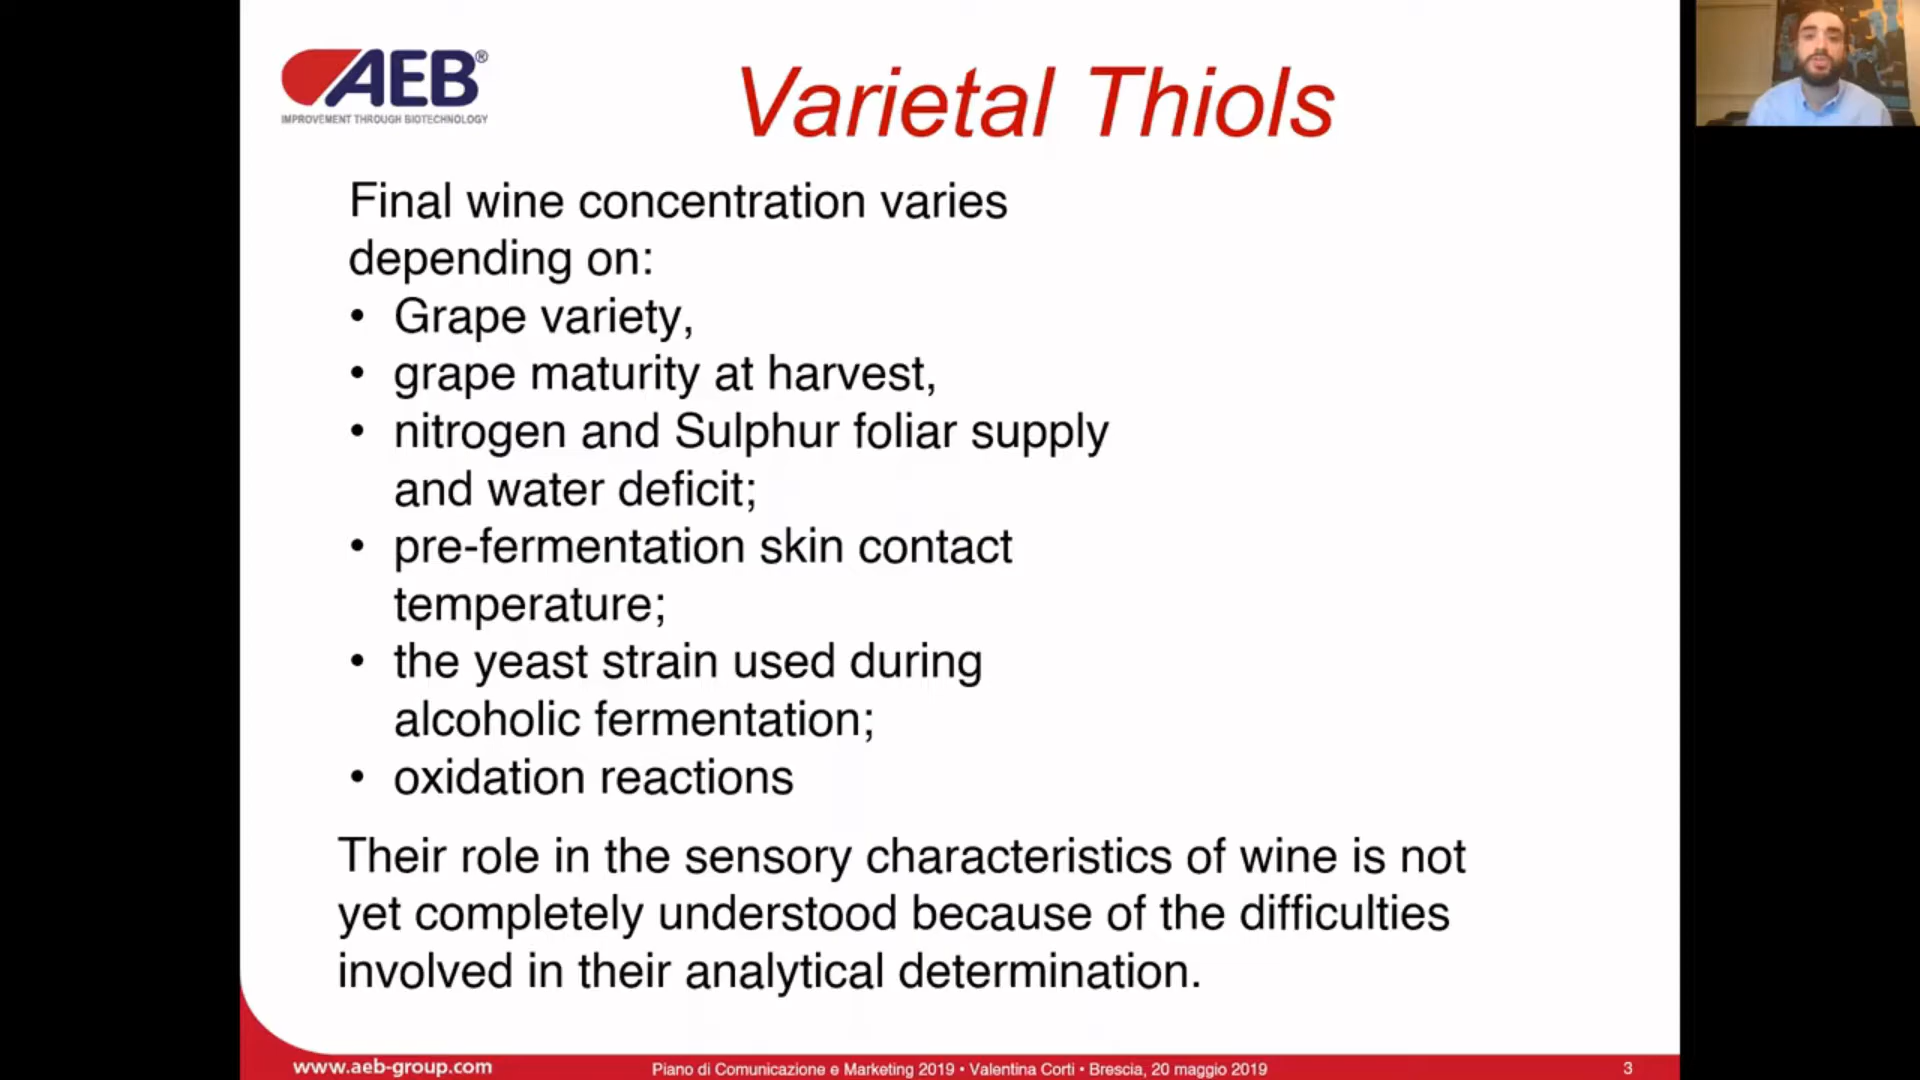 AEB®
IMPROVEMENT THROUGH BIOTECHNOLOGY
Varietal Thiols
Final wine concentration varies
depending on:
• Grape variety,
• grape maturity at harvest,
• nitrogen and Sulphur foliar supply
and water deficit;
• pre-fermentation skin contact
temperature;
• the yeast strain used during
alcoholic fermentation;
• oxidation reactions
Their role in the sensory characteristics of wine is not
yet completely understood because of the difficulties
involved in their analytical determination.
www.aeb-group.com
Piano di Comunicazione e Marketing 2019 • Valentina Corti • Brescia, 20 maggio 2019
3